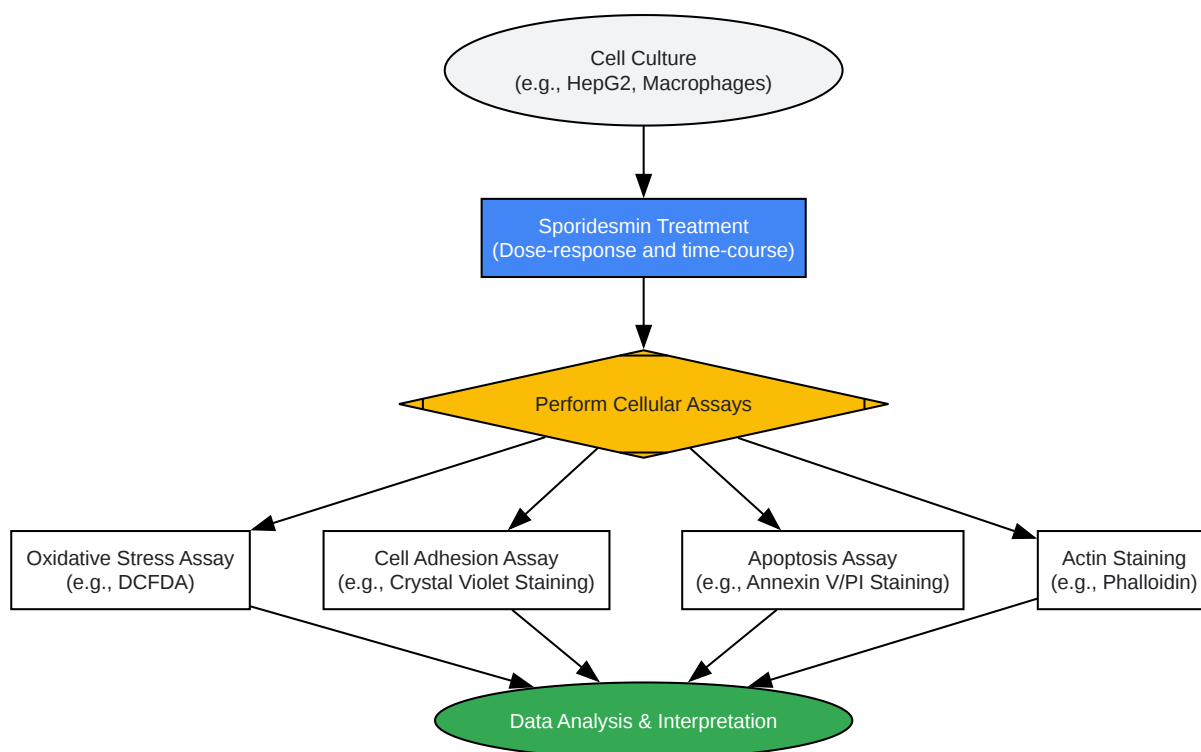 Cell Culture
(e.g., HepG2, Macrophages)
Sporidesmin Treatment
(Dose-response and time-course)
Perform Cellular Assays
Oxidative Stress Assay
(e.g., DCFDA)
Cell Adhesion Assay
(e.g., Crystal Violet Staining)
Apoptosis Assay
(e.g., Annexin V/PI Staining)
Actin Staining
(e.g., Phalloidin)
Data Analysis & Interpretation